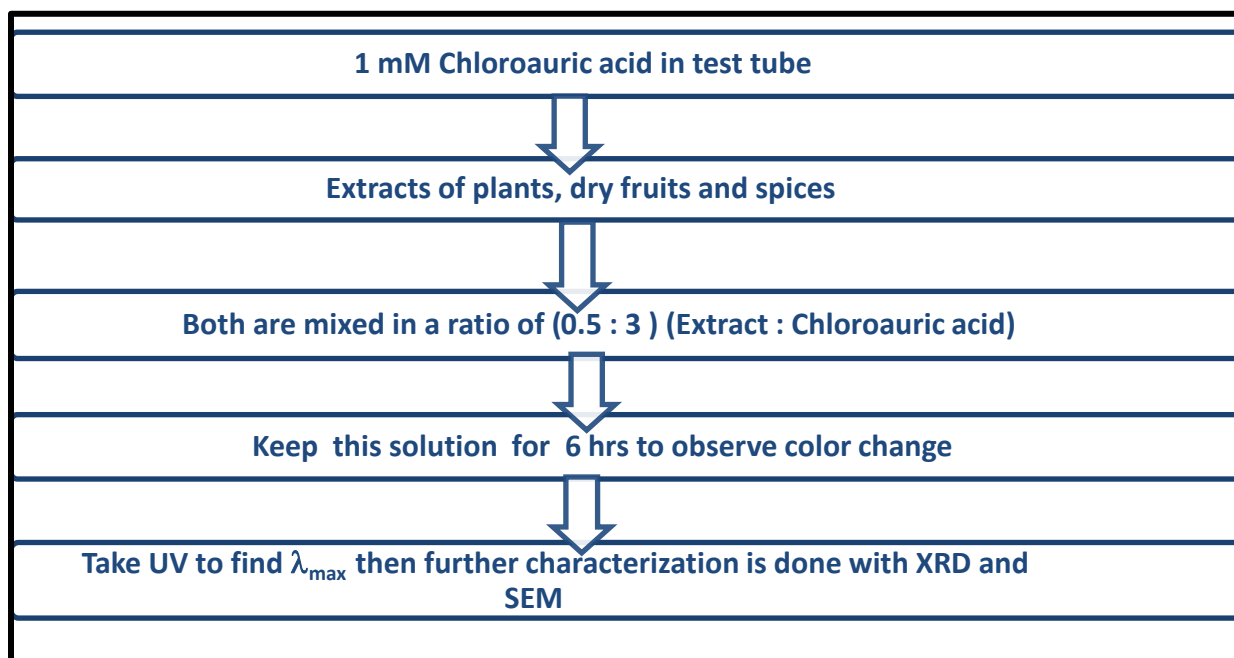 1 mM Chloroauric acid in test tube
Extracts of plants, dry fruits and spices
Both are mixed in a ratio of (0.5 : 3 ) (Extract : Chloroauric acid)
Keep this solution for 6 hrs to observe color change
Take UV to find λmax then further characterization is done with XRD and
SEM